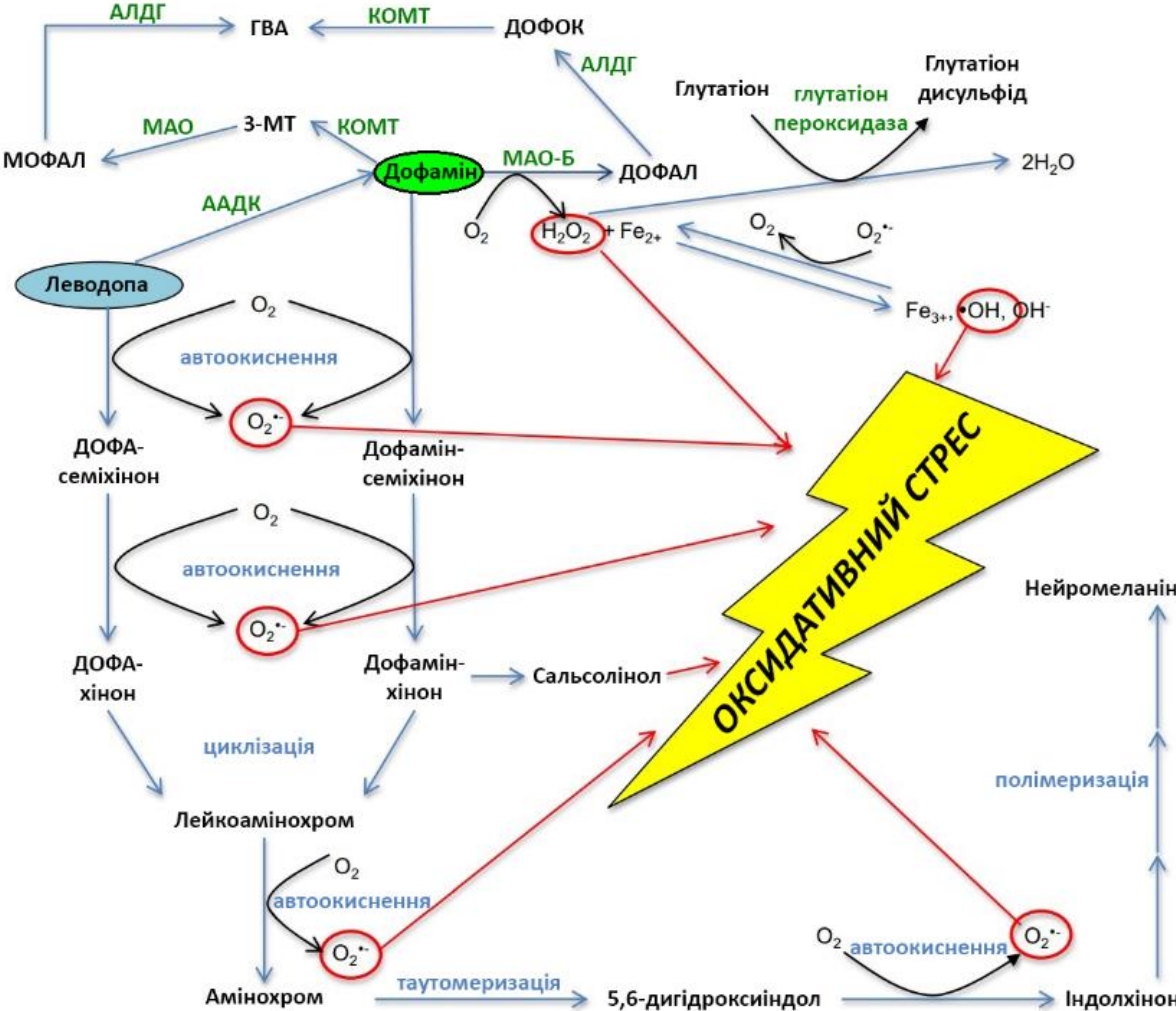 АЛДГ
ГВА
КОМТ
ДОФОК
АЛДГ
Глутатіон
глутатіон
пероксидаза
Глутатіон
дисульфід
МОФАЛ
МАО
3-МТ
КОМТ
Дофамін
МАО-Б
ДОФАЛ
2H₂O
ААДК
O₂
H₂O₂ + Fe₂₊
O₂
O₂•-
Леводопа
O₂
Fe₃₊, •OH, OH⁻
автоокиснення
O₂•-
ДОФА-
семіхінон
Дофамін-
семіхінон
O₂
автоокиснення
O₂•-
ОКСИДАТИВНИЙ СТРЕС
Нейромеланін
ДОФА-
хінон
Дофамін-
хінон
Сальсолінол
циклізація
полімеризація
Лейкоамінохром
O₂
автоокиснення
O₂•-
O₂
автоокиснення
O₂•-
Амінохром
таутомеризація
5,6-дигідроксиіндол
Індолхінон